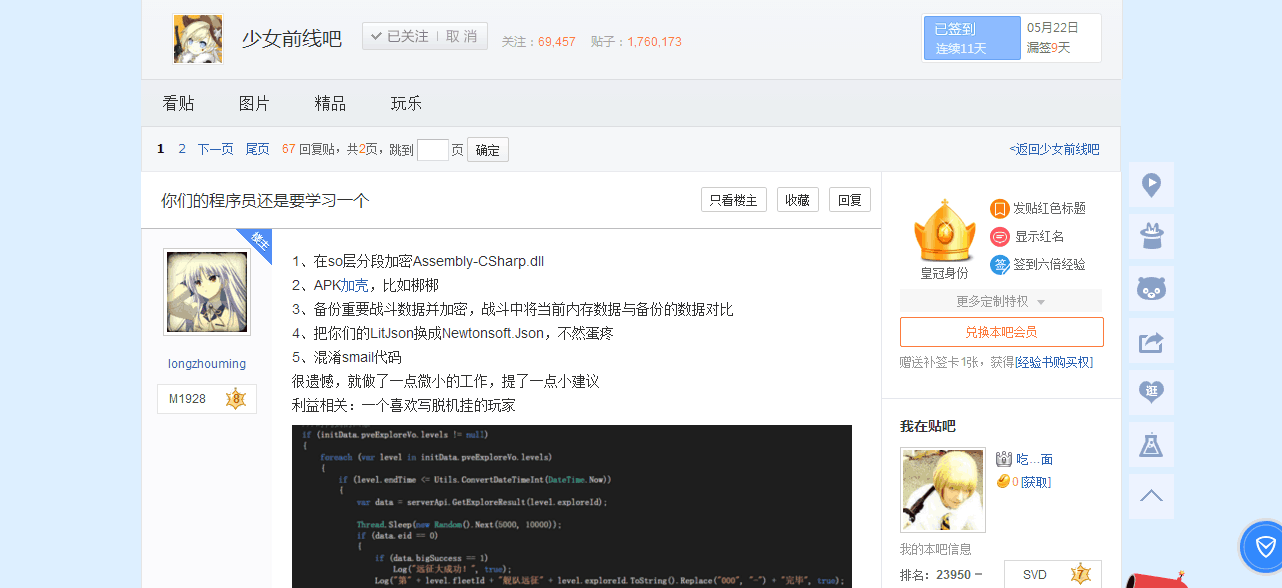 少女前线吧
已关注 取 消
关注：69,457 贴子：1,760,173
已签到
连续11天
05月22日
漏签9天
看贴 图片 精品 玩乐
1 2 下一页 尾页 67 回复贴，共2页，跳到 页 确定
<返回少女前线吧
你们的程序员还是要学习一个
只看楼主 收藏 回复
楼主
longzhouming
M1928 8
1、在so层分段加密Assembly-CSharp.dll
2、APK加壳，比如梆梆
3、备份重要战斗数据并加密，战斗中将当前内存数据与备份的数据对比
4、把你们的LitJson换成Newtonsoft.Json，不然蛋疼
5、混淆smail代码
很遗憾，就做了一点微小的工作，提了一点小建议
利益相关：一个喜欢写脱机挂的玩家
if (initData.pveExploreVo.levels != null)
{
foreach (var level in initData.pveExploreVo.levels)
{
if (level.endTime <= Utils.ConvertDateTimeInt(DateTime.Now))
{
var data = serverApi.GetExploreResult(level.exploreId);
Thread.Sleep(new Random().Next(5000, 10000));
if (data.eid == 0)
{
if (data.bigSuccess == 1)
Log("远征大成功！", true);
Log("第" + level.fleetId + "舰队远征" + level.exploreId.ToString().Replace("000", "-") + "完毕", true);
皇冠身份
发贴红色标题
显示红名
签 签到六倍经验
更多定制特权
兑换本吧会员
赠送补签卡1张，获得[经验书购买权]
我在贴吧
吃...面
0 [获取]
我的本吧信息
排名：23950
SVD 7
逛